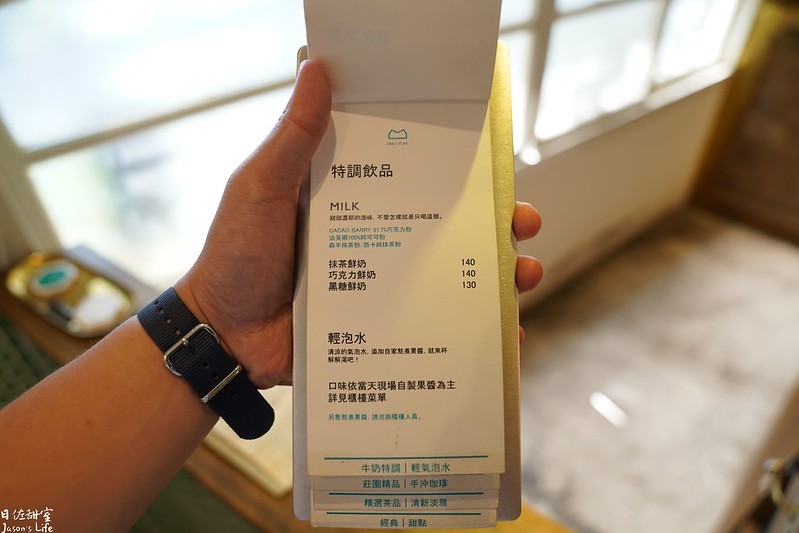 DAILY PLAN
特調飲品
MILK
甜甜濃郁的滋味, 不管怎樣就是只喝這個。
CACAO BARRY 31.7%巧克力粉
法芙娜100%純可可粉
森半抹茶粉/西卡純抹茶粉
抹茶鮮奶 140
巧克力鮮奶 140
黑糖鮮奶 130
輕泡水
清涼的氣泡水, 添加自家熬煮果醬, 就來杯
解解渴吧！
口味依當天現場自製果醬為主
詳見櫃檯菜單
另售熬煮果醬, 請洽詢櫃檯人員。
牛奶特調｜輕氣泡水
莊園精品｜手沖咖啡
精選茶品｜清新淡雅
經典｜甜點
日佐甜室
Jason's Life